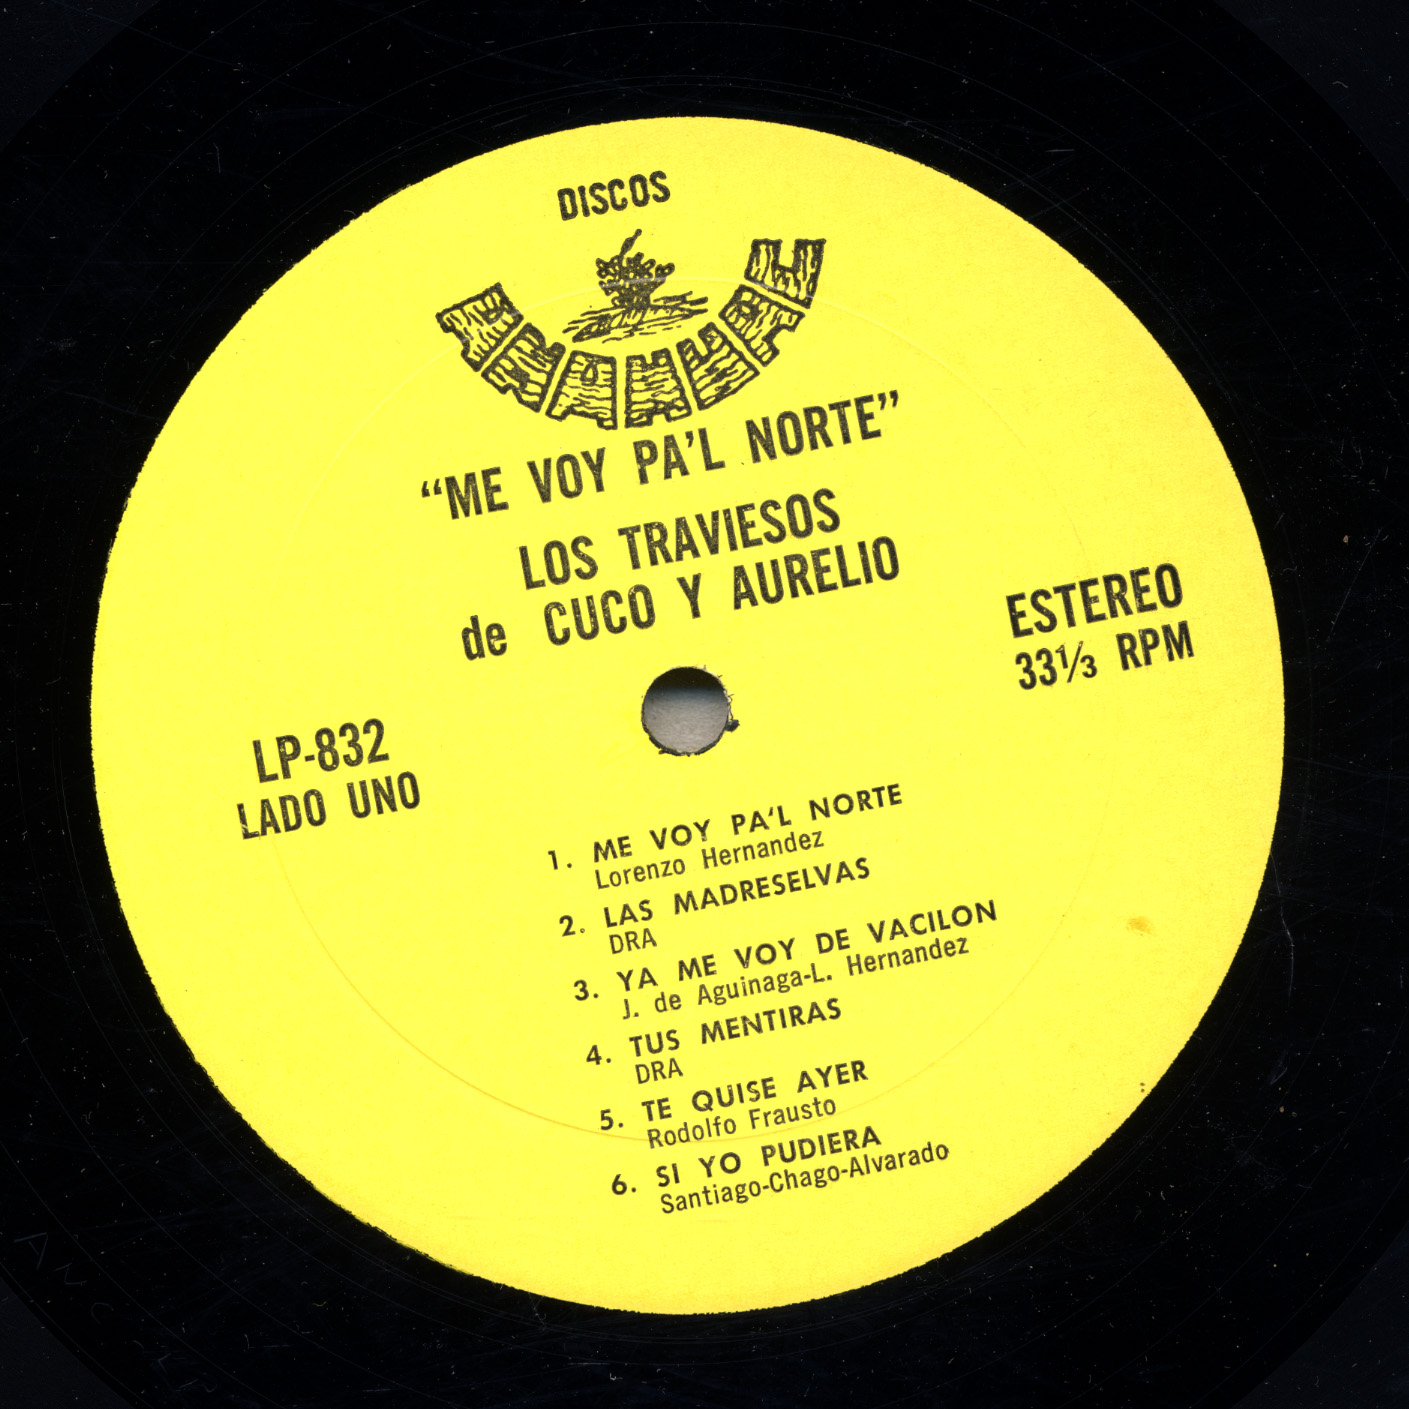 DISCOS
ANAHUAC
“ME VOY PA’L NORTE”
LOS TRAVIESOS
de CUCO Y AURELIO
ESTEREO
33⅓ RPM
LP-832
LADO UNO
1. ME VOY PA‘L NORTE
Lorenzo Hernandez
2. LAS MADRESELVAS
DRA
3. YA ME VOY DE VACILON
J. de Aguinaga-L. Hernandez
4. TUS MENTIRAS
DRA
5. TE QUISE AYER
Rodolfo Frausto
6. SI YO PUDIERA
Santiago-Chago-Alvarado